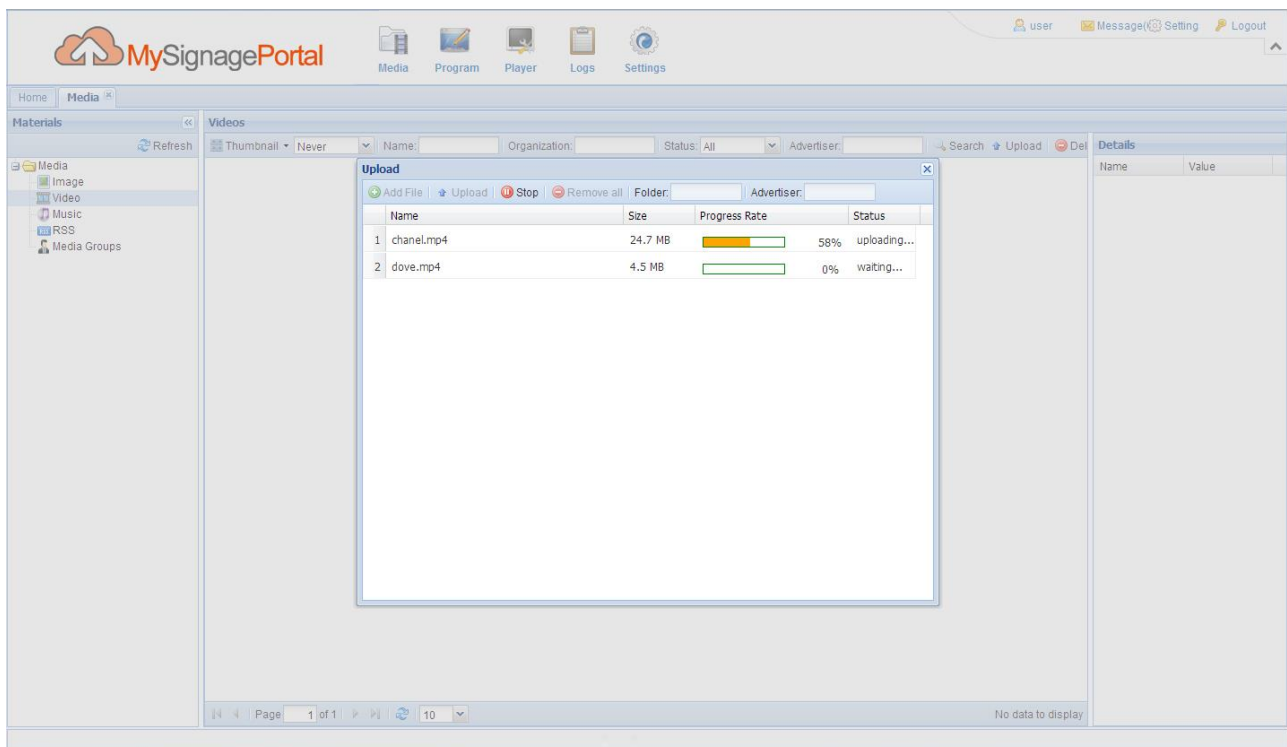 user Message( Setting Logout
MySignagePortal
Media Program Player Logs Settings
Home Media
Materials
Refresh
Media
Image
Video
Music
RSS
Media Groups
Videos
Thumbnail Never Name: Organization: Status: All Advertiser: Search Upload Del
Upload
Add File Upload Stop Remove all Folder: Advertiser:
Name Size Progress Rate Status
1 chanel.mp4 24.7 MB 58% uploading...
2 dove.mp4 4.5 MB 0% waiting...
Page 1 of 1 10 No data to display
Details
Name Value